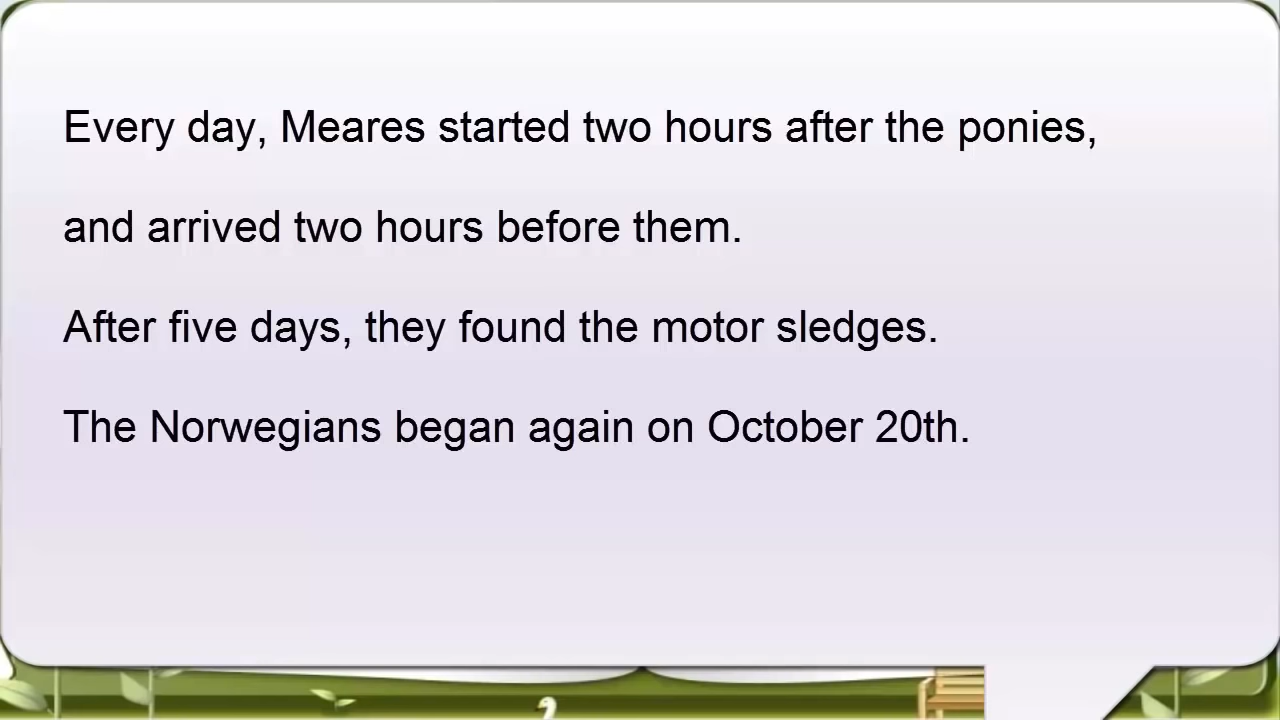 Every day, Meares started two hours after the ponies,
and arrived two hours before them.
After five days, they found the motor sledges.
The Norwegians began again on October 20th.